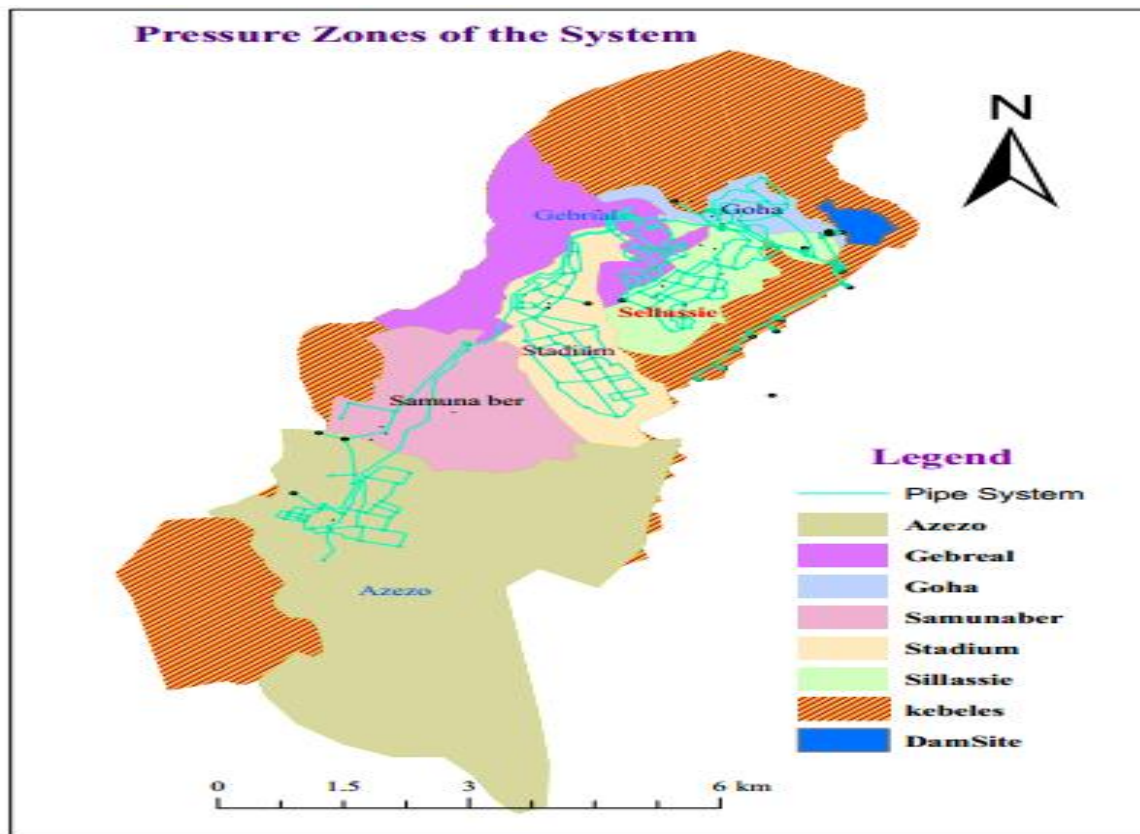 Pressure Zones of the System
N
Goha
Gebrial
Sellassie
Stadium
Samuna ber
Azezo
Legend
Pipe System
Azezo
Gebreal
Goha
Samunaber
Stadium
Sillassie
kebeles
DamSite
0 1.5 3 6 km